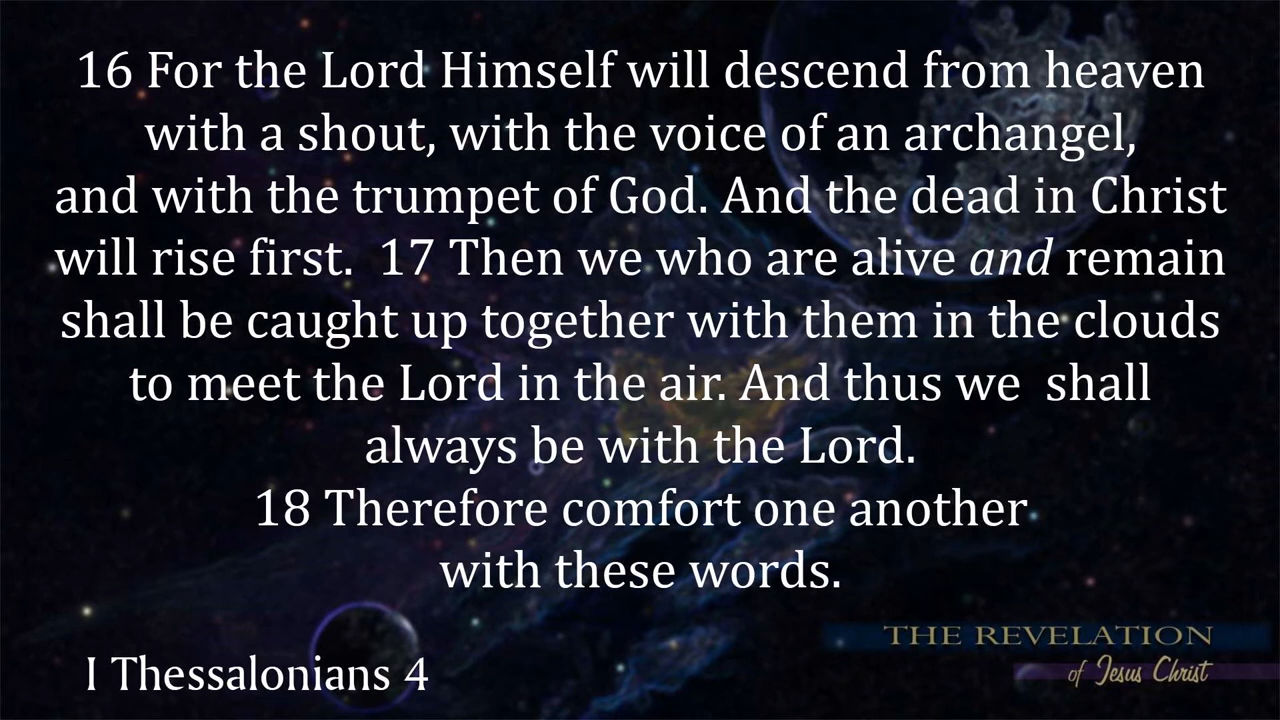 16 For the Lord Himself will descend from heaven
with a shout, with the voice of an archangel,
and with the trumpet of God. And the dead in Christ
will rise first.  17 Then we who are alive and remain
shall be caught up together with them in the clouds
to meet the Lord in the air. And thus we  shall
always be with the Lord.
18 Therefore comfort one another
with these words.
I Thessalonians 4
THE REVELATION
of Jesus Christ